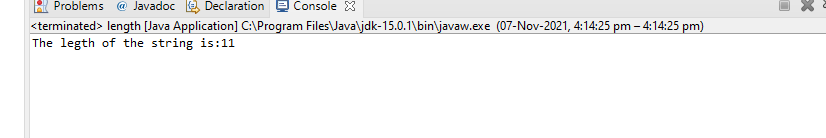 Problems @ Javadoc Declaration Console
<terminated> length [Java Application] C:\Program Files\Java\jdk-15.0.1\bin\javaw.exe (07-Nov-2021, 4:14:25 pm – 4:14:25 pm)
The legth of the string is:11